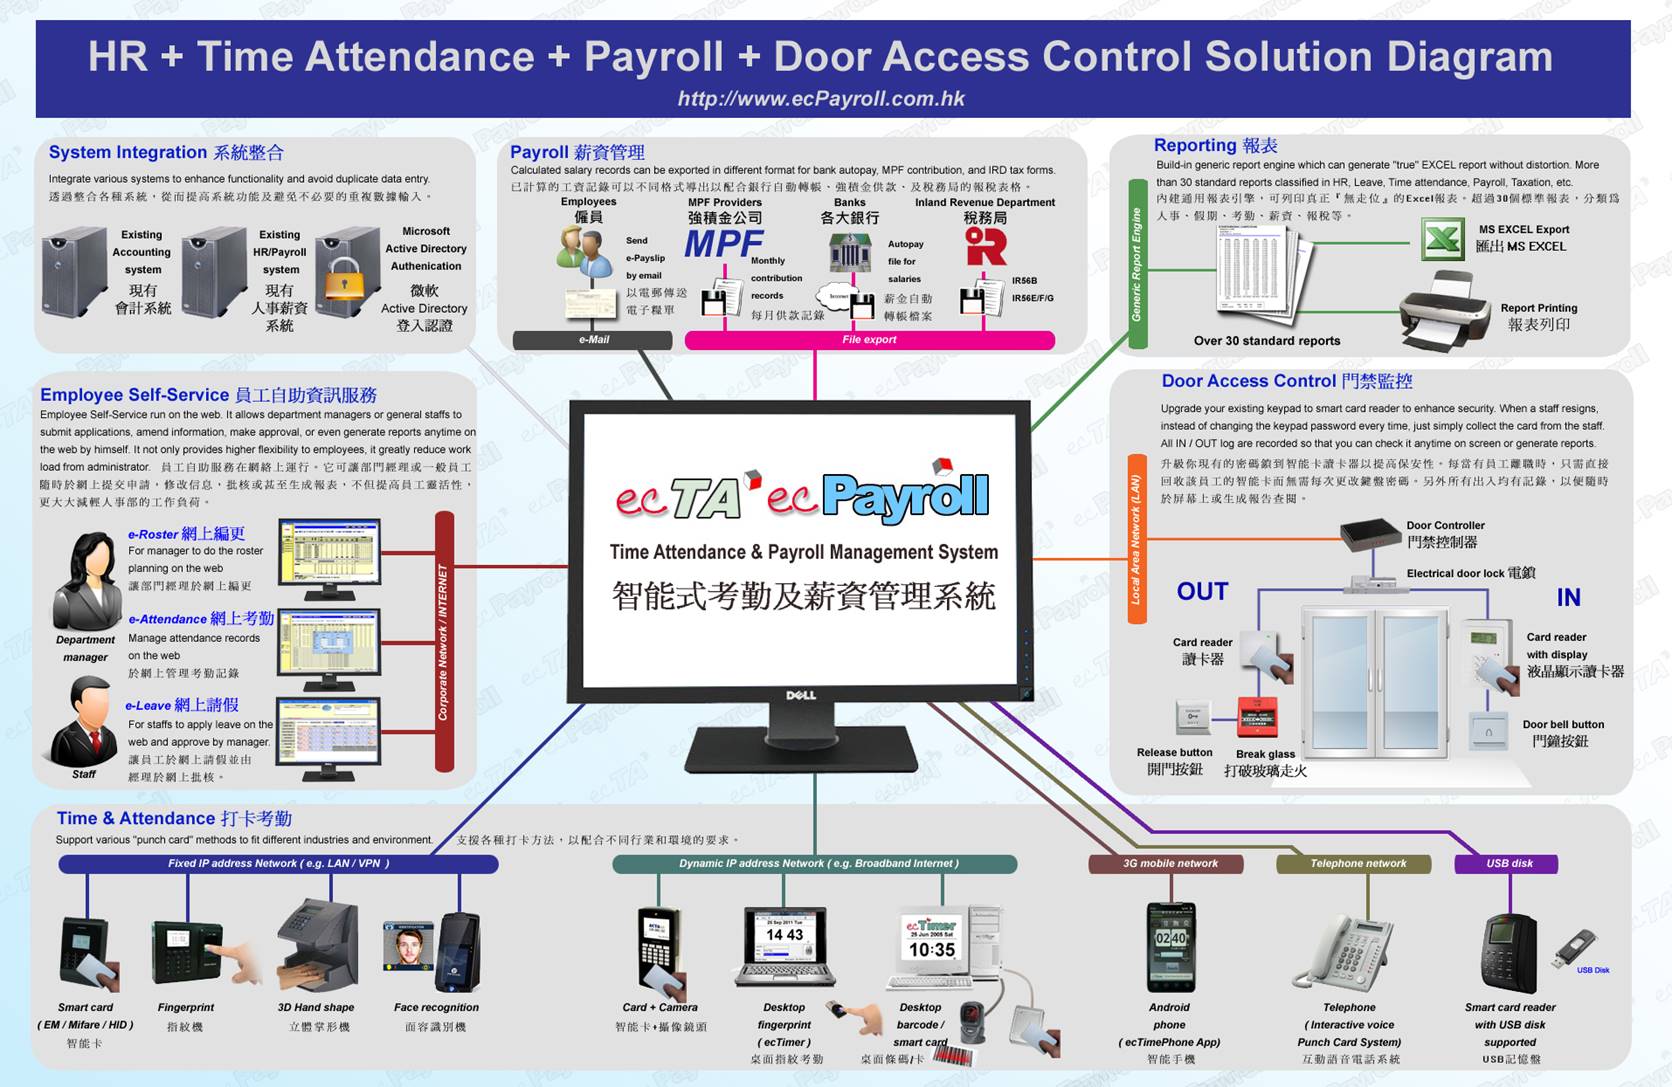 HR + Time Attendance + Payroll + Door Access Control Solution Diagram
http://www.ecPayroll.com.hk
System Integration 系統整合
Integrate various systems to enhance functionality and avoid duplicate data entry.
透過整合各種系統，從而提高系統功能及避免不必要的重複數據輸入。
Existing
Accounting
system
現有
會計系統
Existing
HR/Payroll
system
現有
人事薪資
系統
Microsoft
Active Directory
Authenication
微軟
Active Directory
登入認證
Payroll 薪資管理
Calculated salary records can be exported in different format for bank autopay, MPF contribution, and IRD tax forms.
已計算的工資記錄可以不同格式導出以配合銀行自動轉帳、強積金供款、及稅務局的報稅表格。
Employees
僱員
Send
e-Payslip
by email
以電郵傳送
電子糧單
e-Mail
MPF Providers
強積金公司
MPF
Monthly
contribution
records
每月供款記錄
Banks
各大銀行
Internet
Autopay
file for
salaries
薪金自動
轉帳檔案
Inland Revenue Department
稅務局
IR56B
IR56E/F/G
File export
Reporting 報表
Build-in generic report engine which can generate "true" EXCEL report without distortion. More
than 30 standard reports classified in HR, Leave, Time attendance, Payroll, Taxation, etc.
內建通用報表引擎，可列印真正『無走位』的Excel報表。超過30個標準報表，分類爲
人事、假期、考勤、薪資、報稅等。
Generic Report Engine
MS EXCEL Export
匯出 MS EXCEL
Report Printing
報表列印
Over 30 standard reports
Employee Self-Service 員工自助資訊服務
Employee Self-Service run on the web. It allows department managers or general staffs to
submit applications, amend information, make approval, or even generate reports anytime on
the web by himself. It not only provides higher flexibility to employees, it greatly reduce work
load from administrator. 員工自助服務在網絡上運行。它可讓部門經理或一般員工
隨時於網上提交申請，修改信息，批核或甚至生成報表，不但提高員工靈活性，
更大大減輕人事部的工作負荷。
e-Roster 網上編更
For manager to do the roster
planning on the web
讓部門經理於網上編更
e-Attendance 網上考勤
Manage attendance records
on the web
於網上管理考勤記錄
Department
manager
e-Leave 網上請假
For staffs to apply leave on the
web and approve by manager.
讓員工於網上請假並由
經理於網上批核。
Staff
Corporate Network / INTERNET
ecTA ecPayroll
Time Attendance & Payroll Management System
智能式考勤及薪資管理系統
DELL
Door Access Control 門禁監控
Upgrade your existing keypad to smart card reader to enhance security. When a staff resigns,
instead of changing the keypad password every time, just simply collect the card from the staff.
All IN / OUT log are recorded so that you can check it anytime on screen or generate reports.
升級你現有的密碼鎖到智能卡讀卡器以提高保安性。每當有員工離職時，只需直接
回收該員工的智能卡而無需每次更改鍵盤密碼。另外所有出入均有記錄，以便隨時
於屏幕上或生成報告查閱。
Local Area Network (LAN)
Door Controller
門禁控制器
Electrical door lock 電鎖
OUT
IN
Card reader
讀卡器
Card reader
with display
液晶顯示讀卡器
Release button
開門按鈕
Break glass
打破玻璃走火
Door bell button
門鐘按鈕
Time & Attendance 打卡考勤
Support various "punch card" methods to fit different industries and environment. 支援各種打卡方法，以配合不同行業和環境的要求。
Fixed IP address Network ( e.g. LAN / VPN )
Smart card
( EM / Mifare / HID )
智能卡
Fingerprint
指紋機
3D Hand shape
立體掌形機
Face recognition
面容識別機
Dynamic IP address Network ( e.g. Broadband Internet )
Card + Camera
智能卡+攝像鏡頭
26 Sep 2011 Tue
14 43
Desktop
fingerprint
( ecTimer )
桌面指紋考勤
ecTimer
25 Jun 2005 Sat
10:35
Desktop
barcode /
smart card
桌面條碼/卡
3G mobile network
02 40
Android
phone
(ecTimePhone App)
智能手機
Telephone network
Telephone
( Interactive voice
Punch Card System)
互動語音電話系統
USB disk
USB Disk
Smart card reader
with USB disk
supported
USB記憶盤